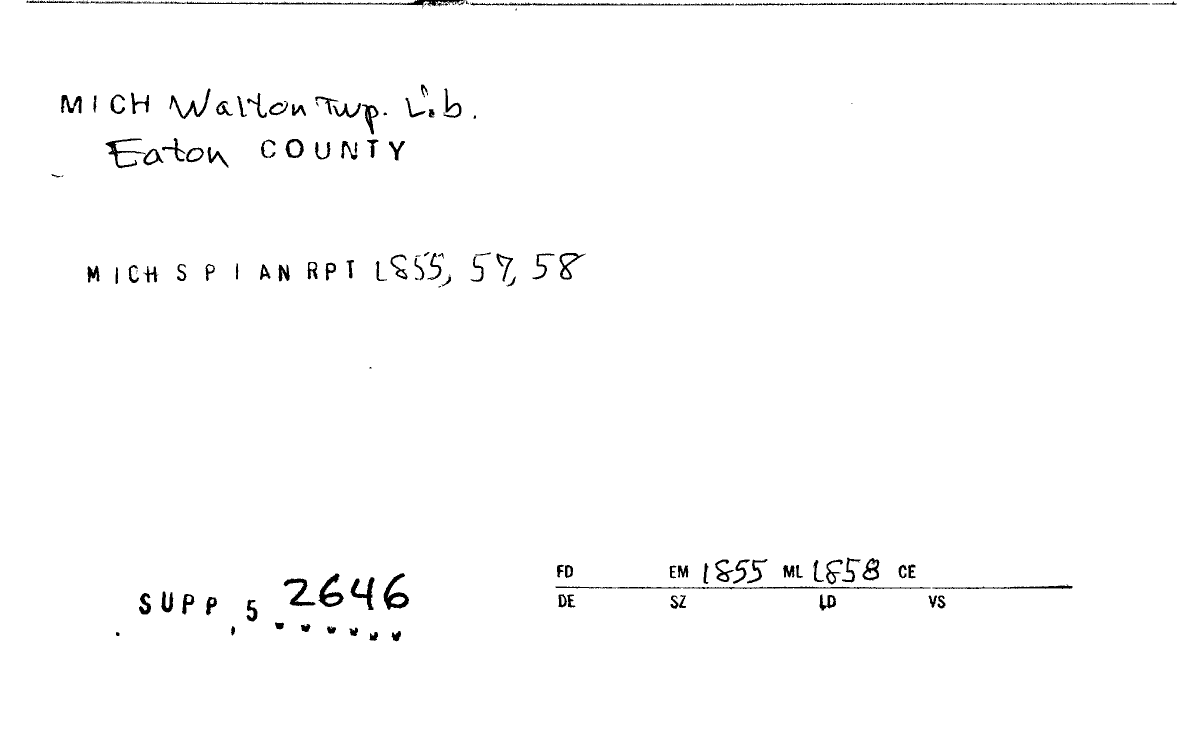 MICH Walton Twp. Lib.
Eaton COUNTY
MICH S P I AN RPT 1855, 57, 58
SUPP 5 2646
FD EM 1855 ML 1858 CE
DE SZ LD VS